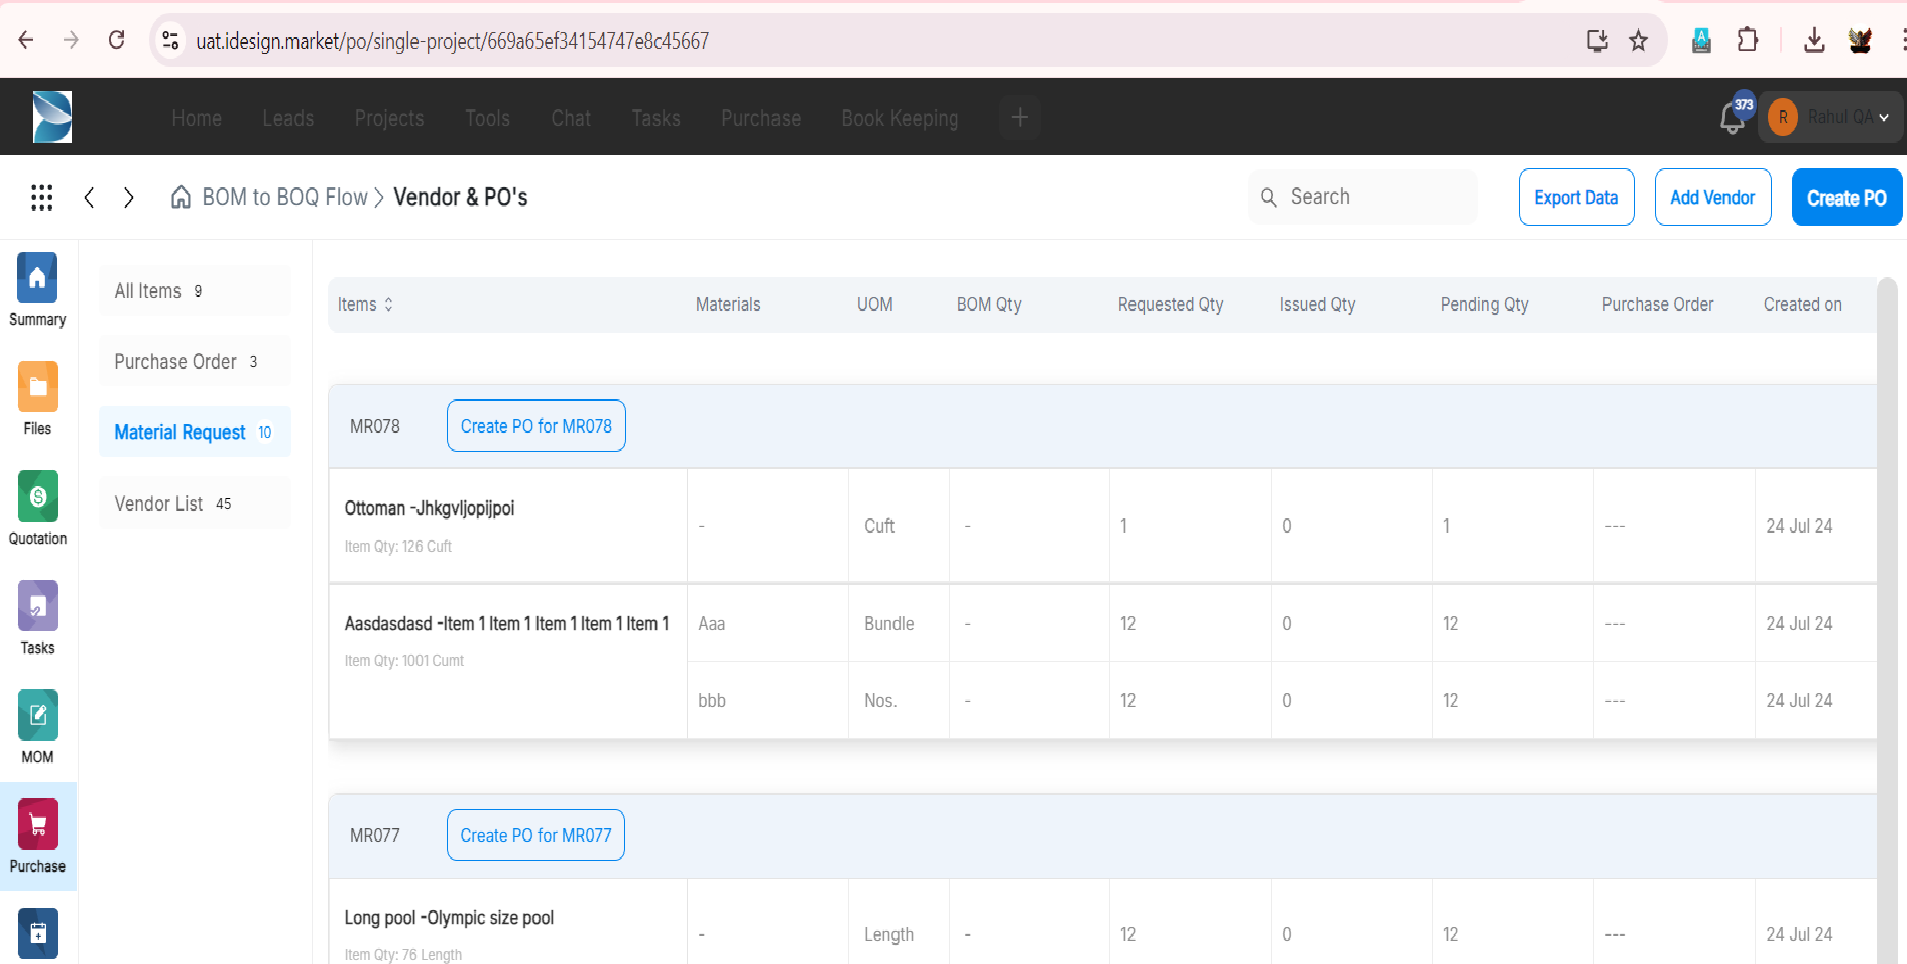 uat.idesign.market/po/single-project/669a65ef34154747e8c45667
A
Home Leads Projects Tools Chat Tasks Purchase Book Keeping + 373 R Rahul QA
BOM to BOQ Flow > Vendor & PO's Search Export Data Add Vendor Create PO
Summary
Files
Quotation
Tasks
MOM
Purchase
All Items 9
Purchase Order 3
Material Request 10
Vendor List 45
Items Materials UOM BOM Qty Requested Qty Issued Qty Pending Qty Purchase Order Created on
MR078 Create PO for MR078
Ottoman -Jhkgvljopijpoi
Item Qty: 126 Cuft
- Cuft - 1 0 1 --- 24 Jul 24
Aasdasdasd -Item 1 Item 1 Item 1 Item 1 Item 1
Item Qty: 1001 Cumt
Aaa Bundle - 12 0 12 --- 24 Jul 24
bbb Nos. - 12 0 12 --- 24 Jul 24
MR077 Create PO for MR077
Long pool -Olympic size pool
Item Qty: 76 Length
- Length - 12 0 12 --- 24 Jul 24